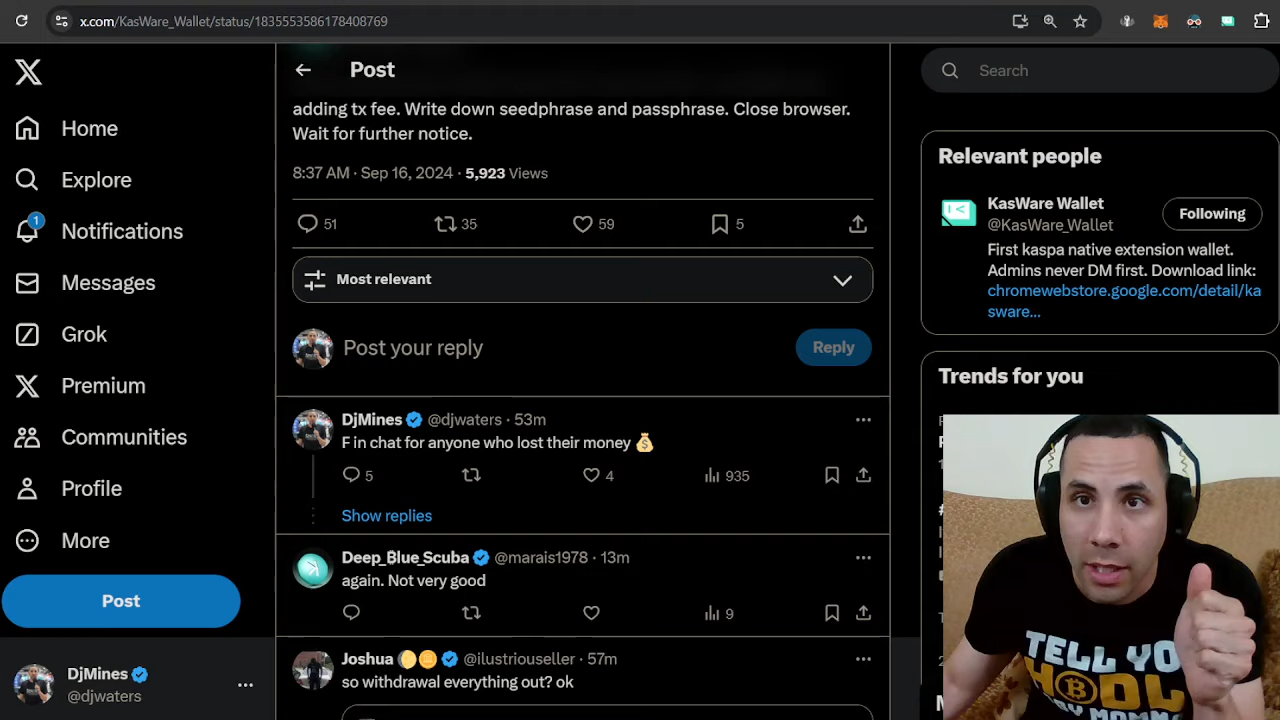 x.com/KasWare_Wallet/status/1835553586178408769
Post
Search
Home
Explore
1
Notifications
Messages
Grok
Premium
Communities
Profile
More
Post
DjMines
@djwaters
adding tx fee. Write down seedphrase and passphrase. Close browser.
Wait for further notice.
8:37 AM · Sep 16, 2024 · 5,923 Views
51 35 59 5
Most relevant
Post your reply
Reply
DjMines @djwaters · 53m
F in chat for anyone who lost their money 💰
5 4 935
Show replies
Deep_Blue_Scuba @marais1978 · 13m
again. Not very good
9
Joshua 🌕🪙 @ilustriouseller · 57m
so withdrawal everything out? ok
Relevant people
KasWare Wallet
@KasWare_Wallet
Following
First kaspa native extension wallet.
Admins never DM first. Download link:
chromewebstore.google.com/detail/ka
sware...
Trends for you
TELL YO
HODL